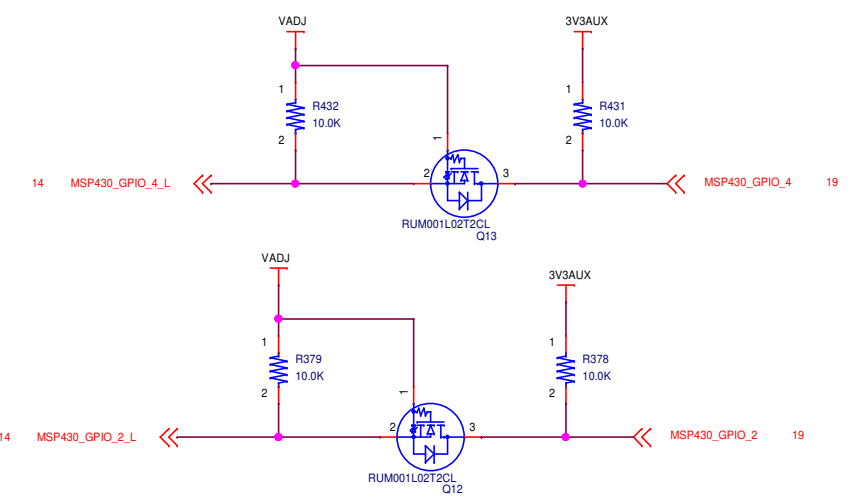 VADJ
3V3AUX
1
R432
10.0K
2
1
R431
10.0K
2
1
14 MSP430_GPIO_4_L
2
3
MSP430_GPIO_4 19
RUM001L02T2CL
Q13
VADJ
3V3AUX
1
R379
10.0K
2
1
R378
10.0K
2
1
14 MSP430_GPIO_2_L
2
3
MSP430_GPIO_2 19
RUM001L02T2CL
Q12